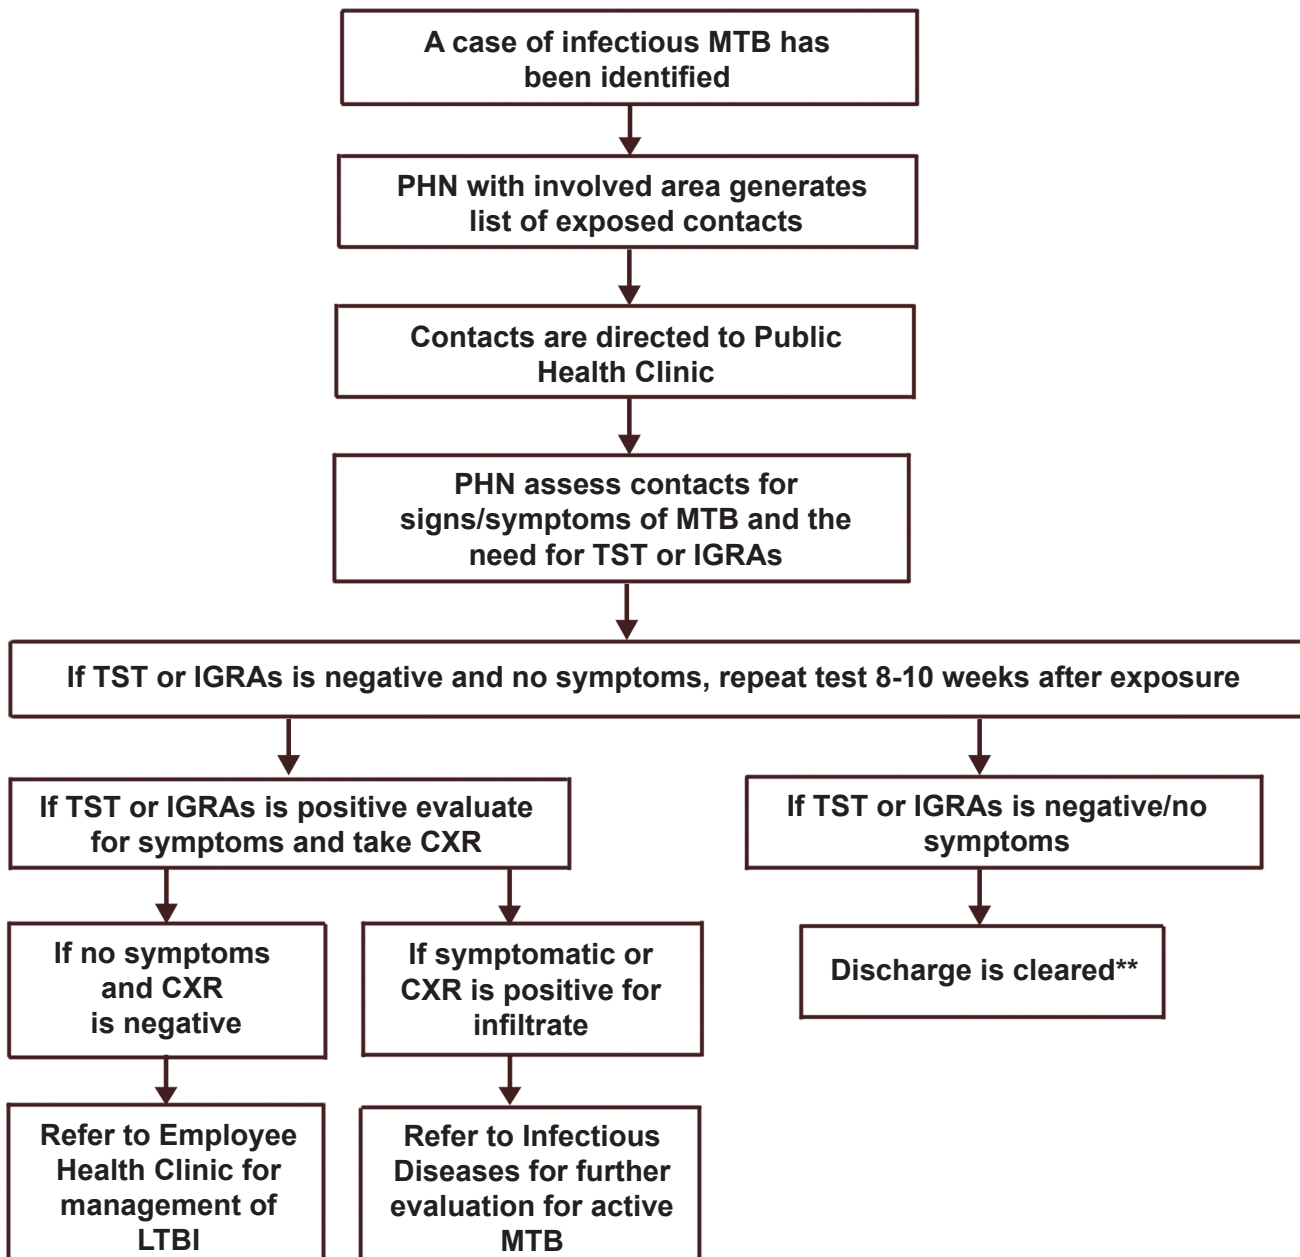 A case of infectious MTB has
been identified
PHN with involved area generates
list of exposed contacts
Contacts are directed to Public
Health Clinic
PHN assess contacts for
signs/symptoms of MTB and the
need for TST or IGRAs
If TST or IGRAs is negative and no symptoms, repeat test 8-10 weeks after exposure
If TST or IGRAs is positive evaluate
for symptoms and take CXR
If TST or IGRAs is negative/no
symptoms
If no symptoms
and CXR
is negative
If symptomatic or
CXR is positive for
infiltrate
Discharge is cleared**
Refer to Employee
Health Clinic for
management of
LTBI
Refer to Infectious
Diseases for further
evaluation for active
MTB